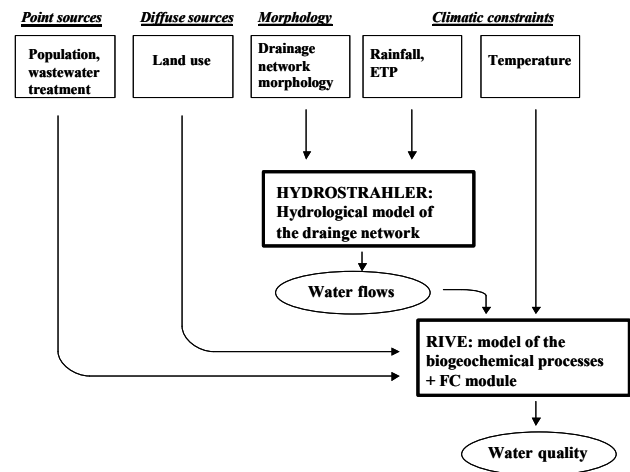 Point sources
Diffuse sources
Morphology
Climatic constraints
Population,
wastewater
treatment
Land use
Drainage
network
morphology
Rainfall,
ETP
Temperature
HYDROSTRAHLER:
Hydrological model of
the drainge network
Water flows
RIVE: model of the
biogeochemical processes
+ FC module
Water quality